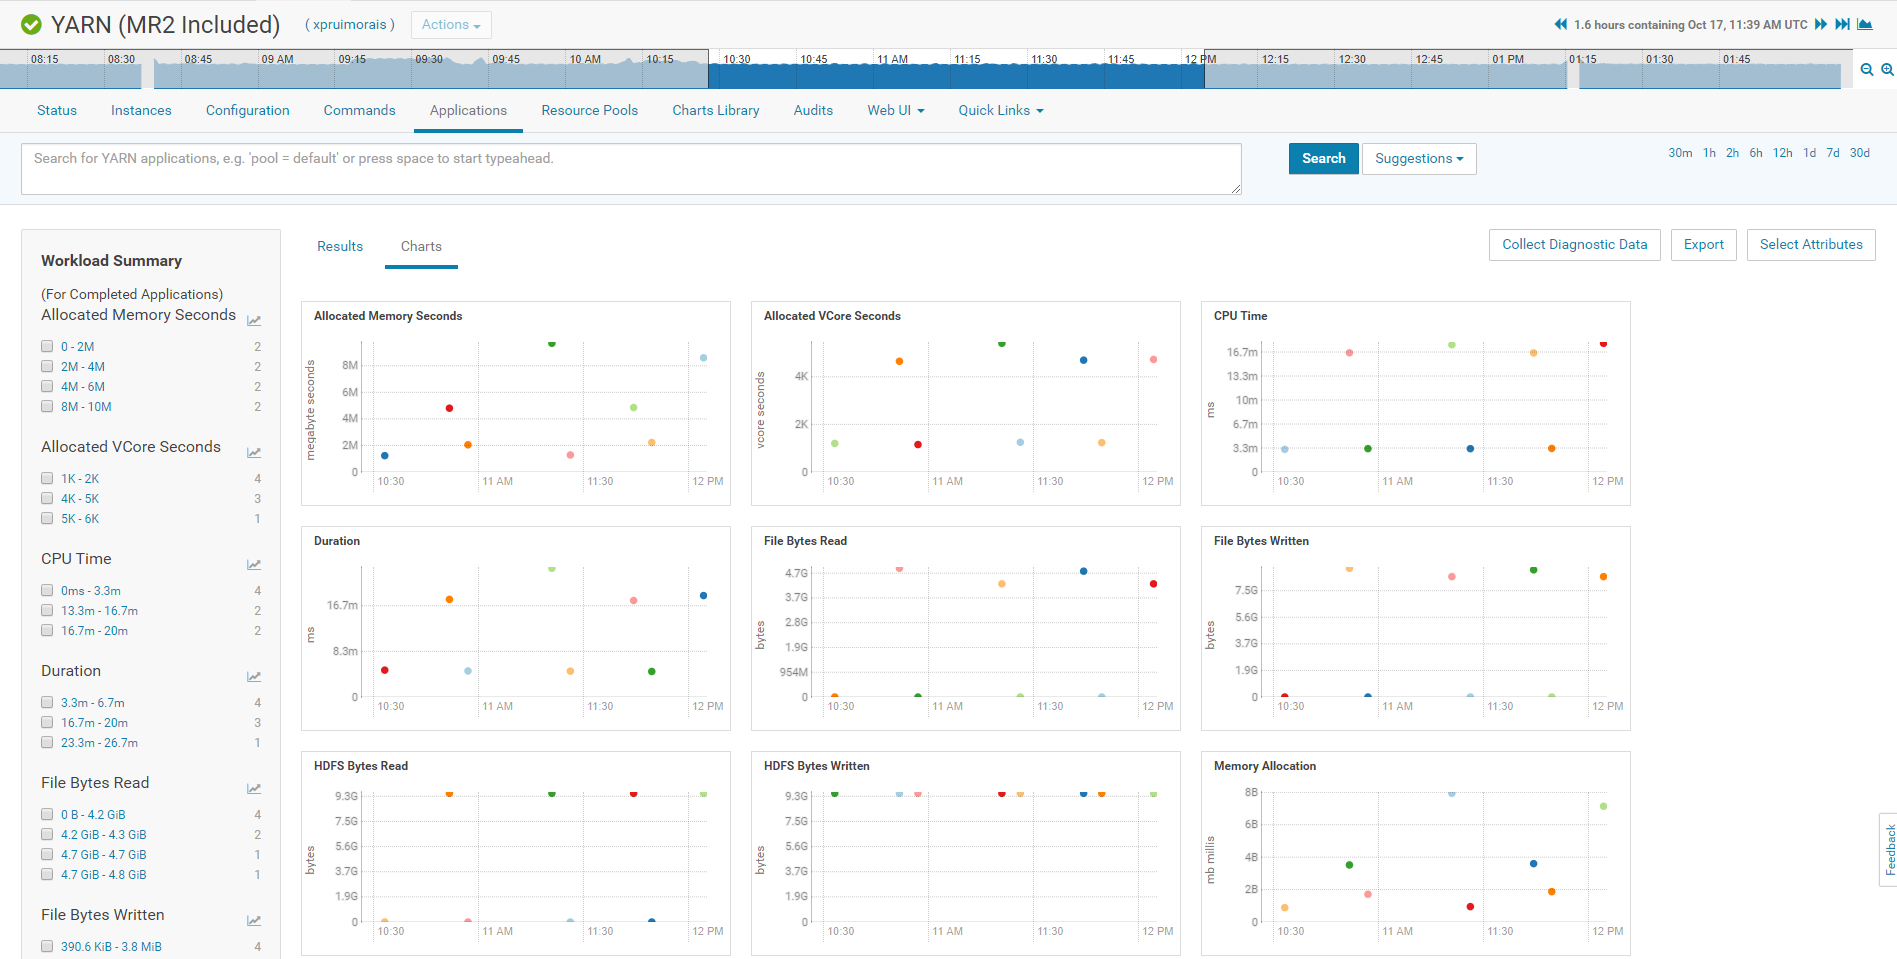 YARN (MR2 Included) ( xpruimorais ) Actions
1.6 hours containing Oct 17, 11:39 AM UTC
08:15 08:30 08:45 09 AM 09:15 09:30 09:45 10 AM 10:15 10:30 10:45 11 AM 11:15 11:30 11:45 12 PM 12:15 12:30 12:45 01 PM 01:15 01:30 01:45
Status Instances Configuration Commands Applications Resource Pools Charts Library Audits Web UI Quick Links
Search for YARN applications, e.g. 'pool = default' or press space to start typeahead.
Search Suggestions
30m 1h 2h 6h 12h 1d 7d 30d
Workload Summary
(For Completed Applications)
Allocated Memory Seconds
0 - 2M 2
2M - 4M 2
4M - 6M 2
8M - 10M 2
Allocated VCore Seconds
1K - 2K 4
4K - 5K 3
5K - 6K 1
CPU Time
0ms - 3.3m 4
13.3m - 16.7m 2
16.7m - 20m 2
Duration
3.3m - 6.7m 4
16.7m - 20m 3
23.3m - 26.7m 1
File Bytes Read
0 B - 4.2 GiB 4
4.2 GiB - 4.3 GiB 2
4.7 GiB - 4.7 GiB 1
4.7 GiB - 4.8 GiB 1
File Bytes Written
390.6 KiB - 3.8 MiB 4
Results Charts
Collect Diagnostic Data Export Select Attributes
Allocated Memory Seconds
megabyte seconds
8M
6M
4M
2M
0
10:30 11 AM 11:30 12 PM
Allocated VCore Seconds
vcore seconds
4K
2K
0
10:30 11 AM 11:30 12 PM
CPU Time
ms
16.7m
13.3m
10m
6.7m
3.3m
0
10:30 11 AM 11:30 12 PM
Duration
ms
16.7m
8.3m
0
10:30 11 AM 11:30 12 PM
File Bytes Read
bytes
4.7G
3.7G
2.8G
1.9G
954M
0
10:30 11 AM 11:30 12 PM
File Bytes Written
bytes
7.5G
5.6G
3.7G
1.9G
0
10:30 11 AM 11:30 12 PM
HDFS Bytes Read
bytes
9.3G
7.5G
5.6G
3.7G
1.9G
0
10:30 11 AM 11:30 12 PM
HDFS Bytes Written
bytes
9.3G
7.5G
5.6G
3.7G
1.9G
0
10:30 11 AM 11:30 12 PM
Memory Allocation
mb millis
8B
6B
4B
2B
0
10:30 11 AM 11:30 12 PM
Feedback